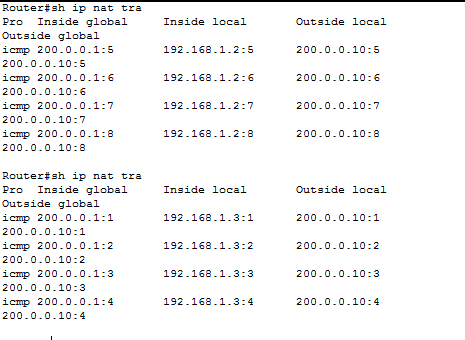 Router#sh ip nat tra
Pro  Inside global     Inside local       Outside local
Outside global
icmp 200.0.0.1:5       192.168.1.2:5      200.0.0.10:5
200.0.0.10:5
icmp 200.0.0.1:6       192.168.1.2:6      200.0.0.10:6
200.0.0.10:6
icmp 200.0.0.1:7       192.168.1.2:7      200.0.0.10:7
200.0.0.10:7
icmp 200.0.0.1:8       192.168.1.2:8      200.0.0.10:8
200.0.0.10:8
Router#sh ip nat tra
Pro  Inside global     Inside local       Outside local
Outside global
icmp 200.0.0.1:1       192.168.1.3:1      200.0.0.10:1
200.0.0.10:1
icmp 200.0.0.1:2       192.168.1.3:2      200.0.0.10:2
200.0.0.10:2
icmp 200.0.0.1:3       192.168.1.3:3      200.0.0.10:3
200.0.0.10:3
icmp 200.0.0.1:4       192.168.1.3:4      200.0.0.10:4
200.0.0.10:4